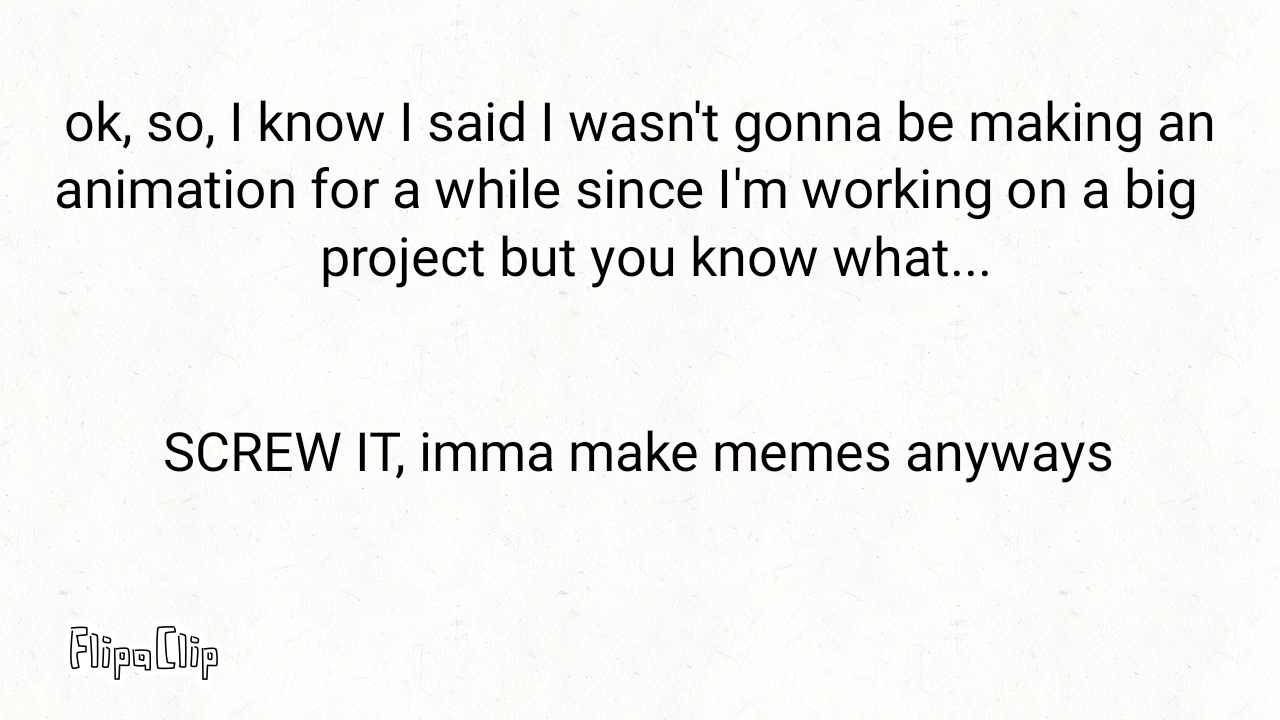 ok, so, I know I said I wasn't gonna be making an
animation for a while since I'm working on a big
project but you know what...
SCREW IT, imma make memes anyways
FlipaClip